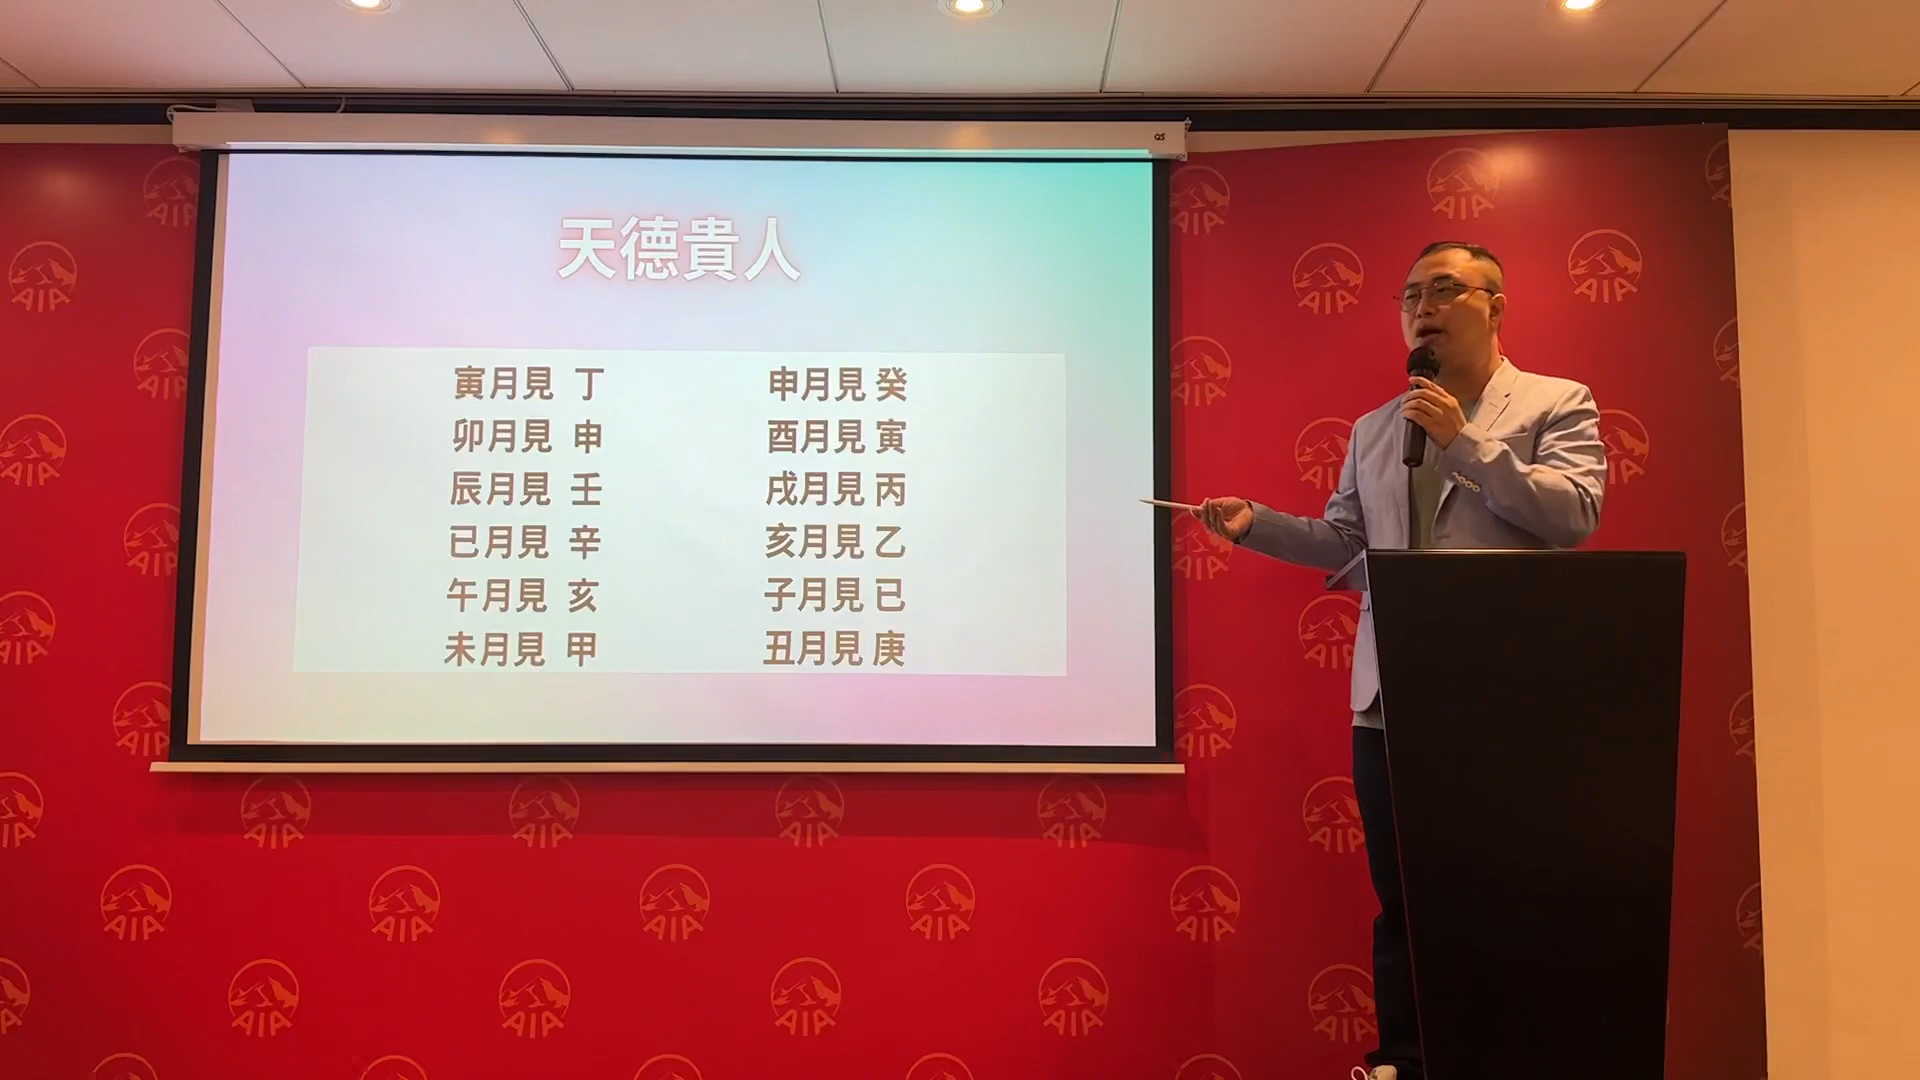 天德貴人
寅月見 丁
卯月見 申
辰月見 壬
已月見 辛
午月見 亥
未月見 甲
申月見 癸
酉月見 寅
戌月見 丙
亥月見 乙
子月見 已
丑月見 庚
AIA